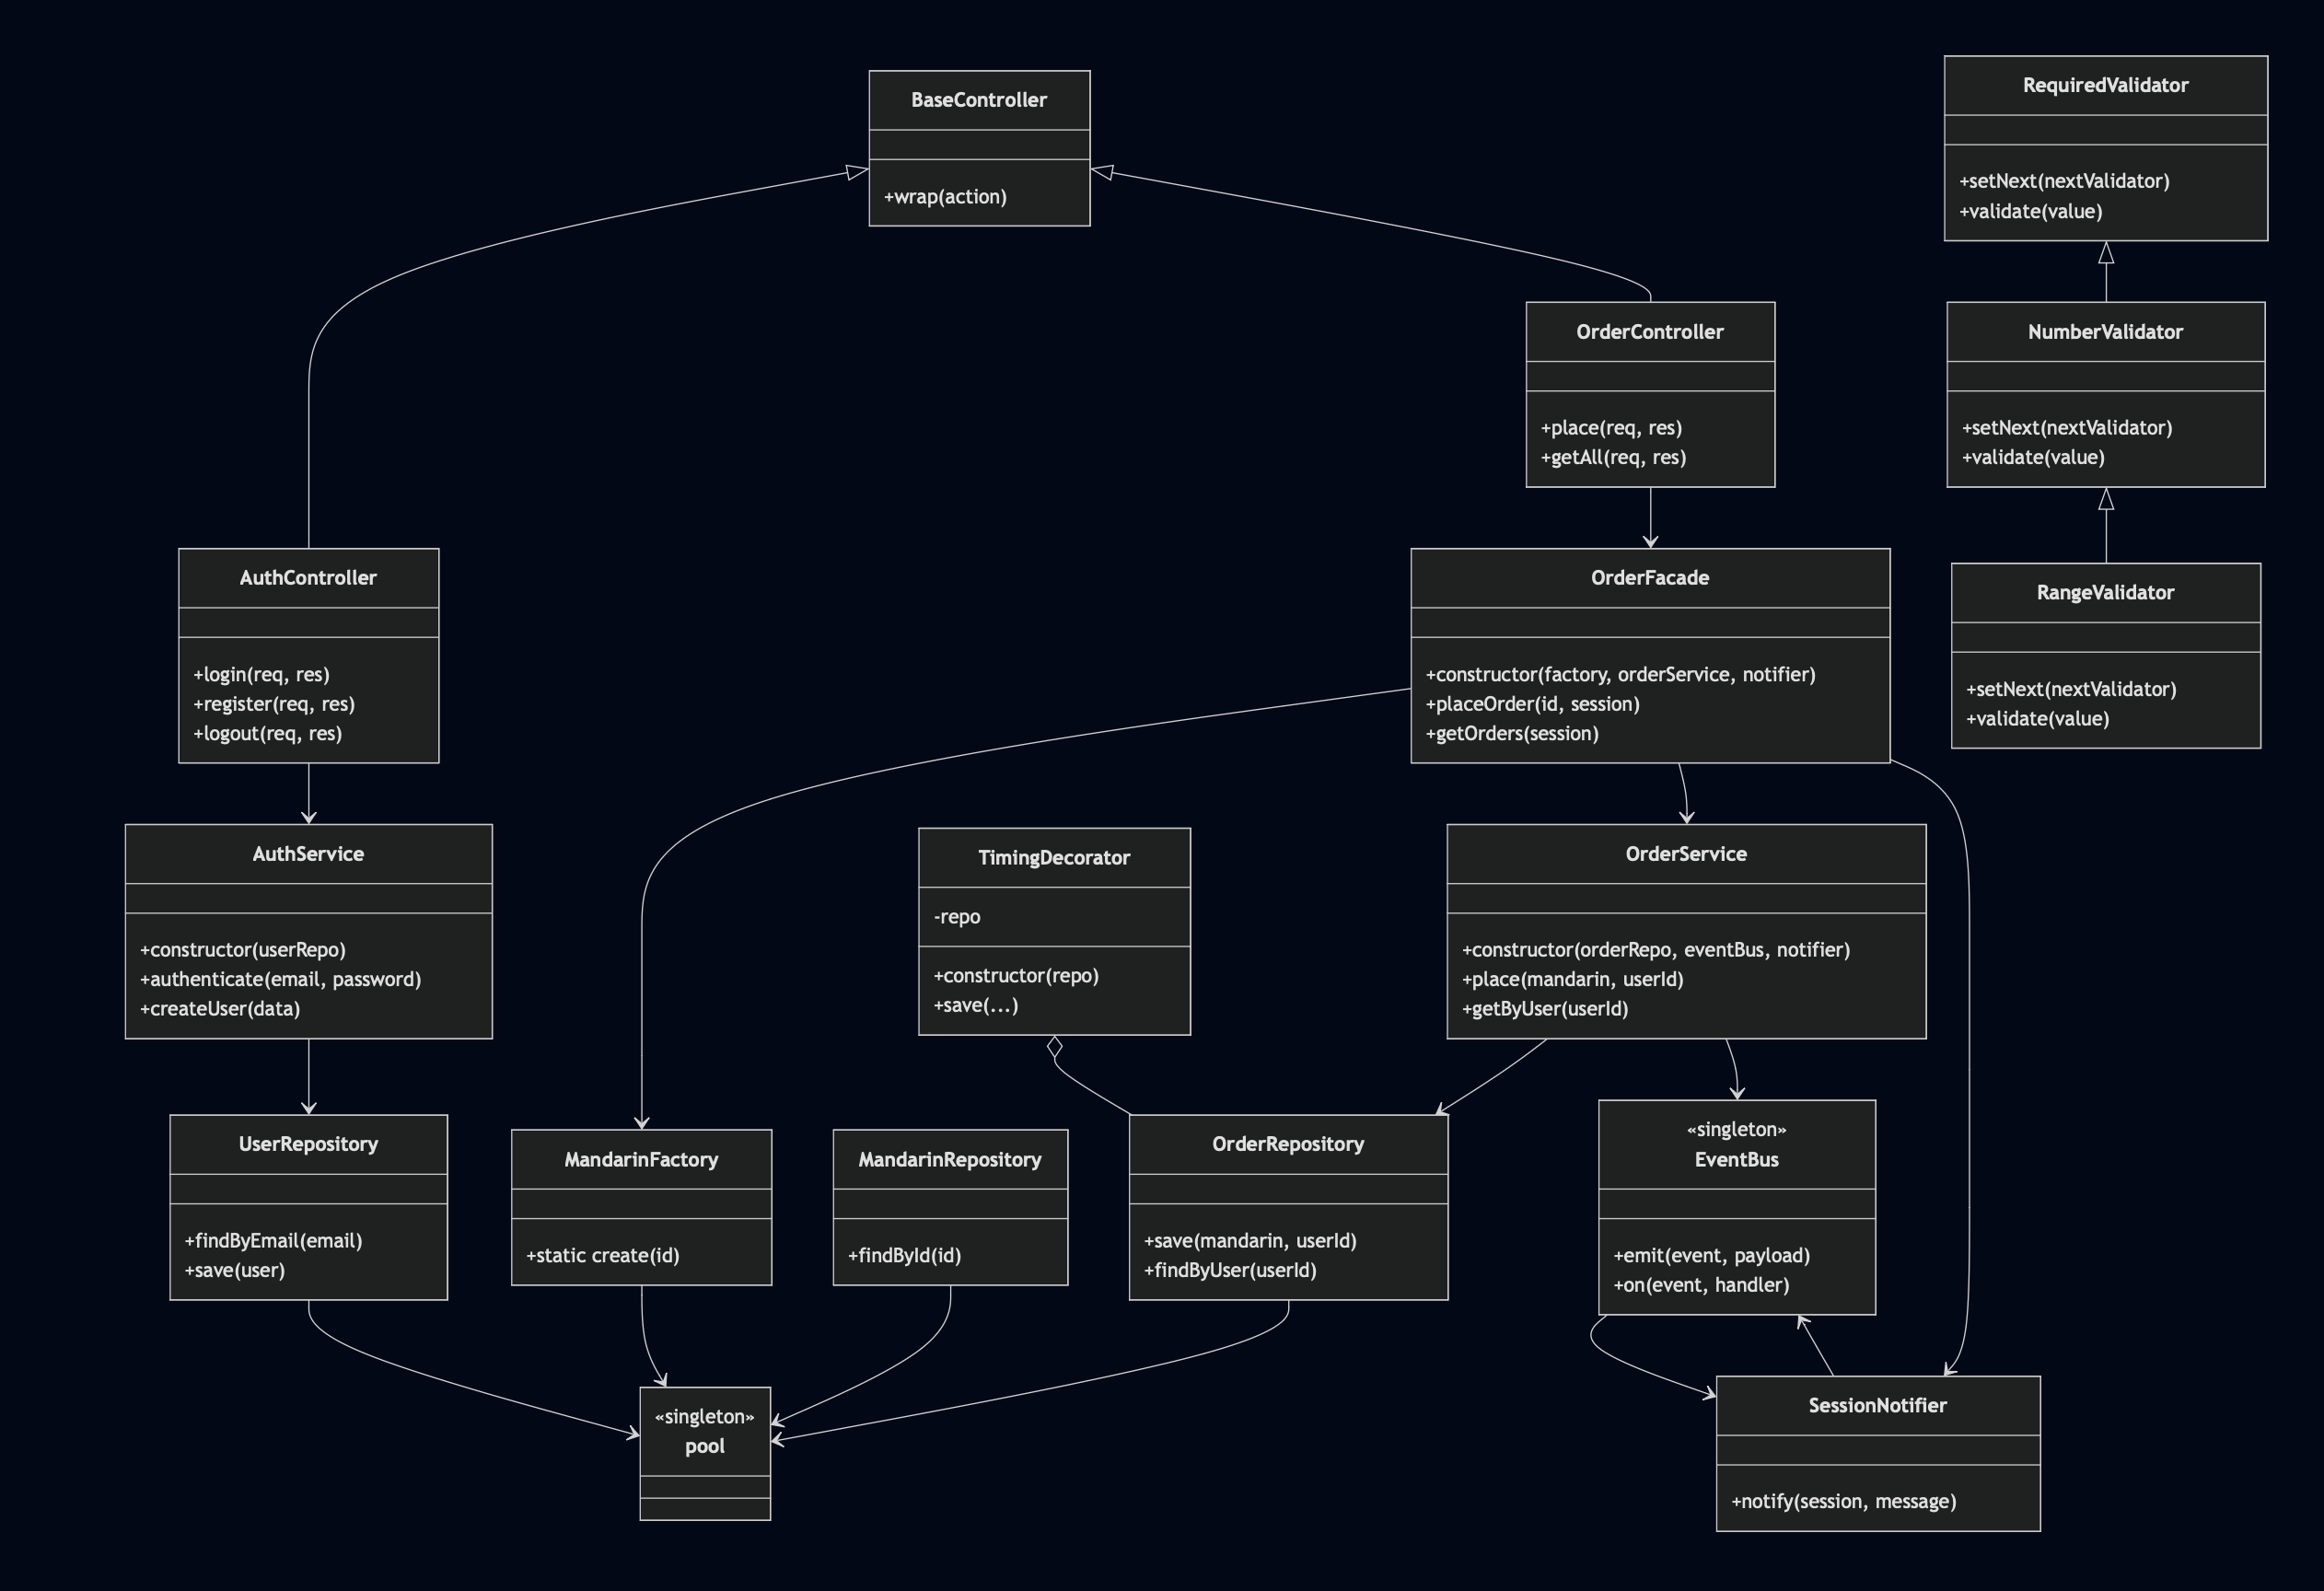 BaseController
+wrap(action)
RequiredValidator
+setNext(nextValidator)
+validate(value)
OrderController
+place(req, res)
+getAll(req, res)
NumberValidator
+setNext(nextValidator)
+validate(value)
AuthController
+login(req, res)
+register(req, res)
+logout(req, res)
OrderFacade
+constructor(factory, orderService, notifier)
+placeOrder(id, session)
+getOrders(session)
RangeValidator
+setNext(nextValidator)
+validate(value)
AuthService
+constructor(userRepo)
+authenticate(email, password)
+createUser(data)
TimingDecorator
-repo
+constructor(repo)
+save(...)
OrderService
+constructor(orderRepo, eventBus, notifier)
+place(mandarin, userId)
+getByUser(userId)
UserRepository
+findByEmail(email)
+save(user)
MandarinFactory
+static create(id)
MandarinRepository
+findById(id)
OrderRepository
+save(mandarin, userId)
+findByUser(userId)
«singleton»
EventBus
+emit(event, payload)
+on(event, handler)
«singleton»
pool
SessionNotifier
+notify(session, message)